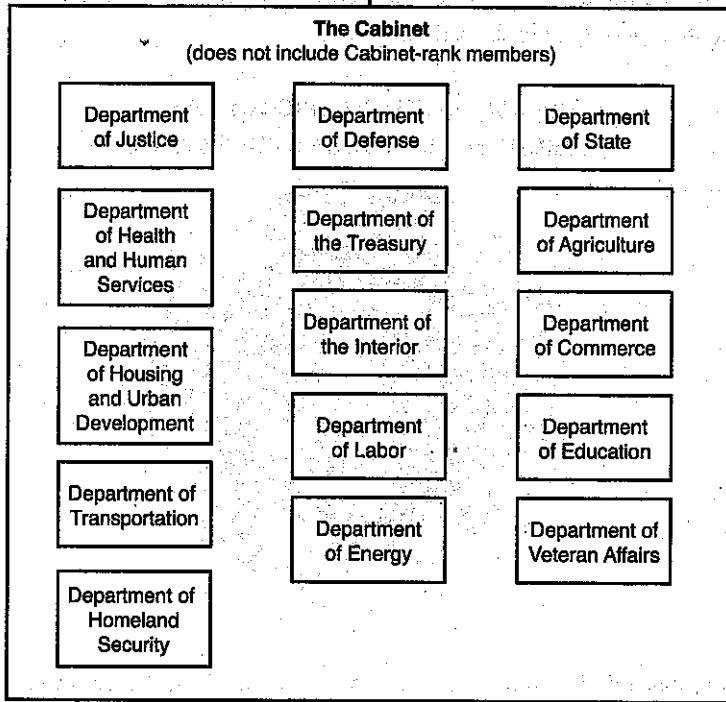 The Cabinet
(does not include Cabinet-rank members)
Department
of Justice
Department
of Defense
Department
of State
Department
of Health
and Human
Services
Department of
the Treasury
Department
of Agriculture
Department
of Housing
and Urban
Development
Department of
the Interior
Department
of Commerce
Department
of Labor
Department
of Education
Department of
Transportation
Department
of Energy
Department of
Veteran Affairs
Department of
Homeland
Security